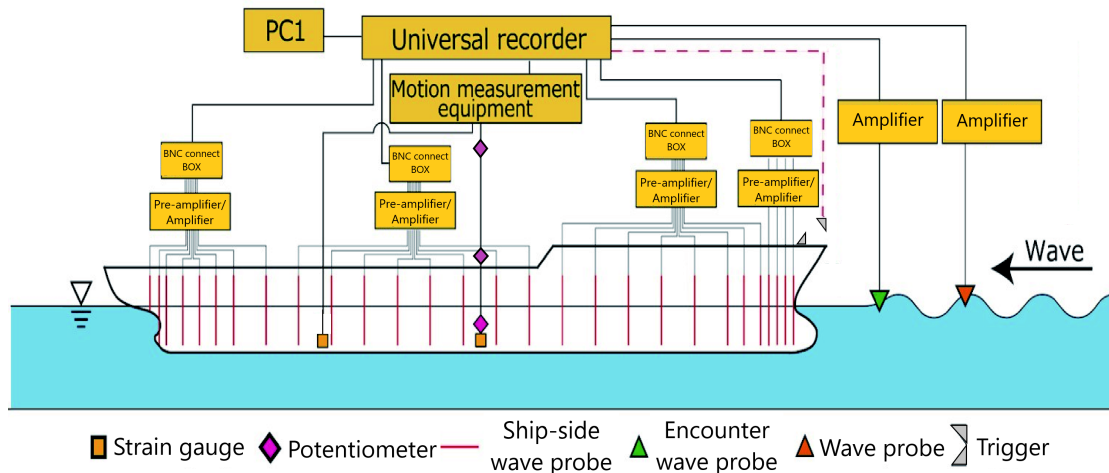 PC1
Universal recorder
Motion measurement
equipment
Amplifier
Amplifier
BNC connect
BOX
BNC connect
BOX
BNC connect
BOX
BNC connect
BOX
Pre-amplifier/
Amplifier
Pre-amplifier/
Amplifier
Pre-amplifier/
Amplifier
Pre-amplifier/
Amplifier
Wave
Strain gauge
Potentiometer
Ship-side
wave probe
Encounter
wave probe
Wave probe
Trigger